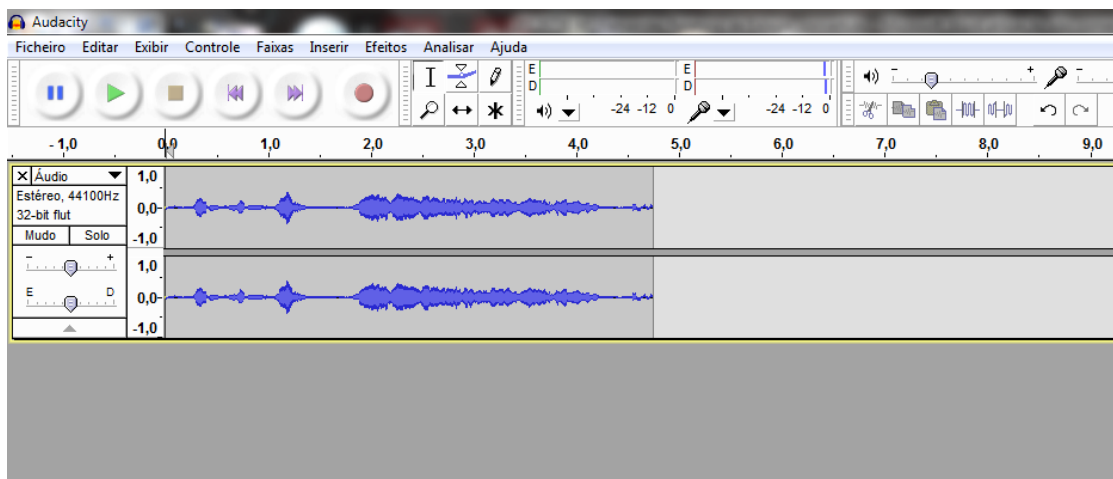 Audacity
Ficheiro Editar Exibir Controle Faixas Inserir Efeitos Analisar Ajuda
E
D
-24 -12 0
E
D
-24 -12 0
- + -
- 1,0 0,0 1,0 2,0 3,0 4,0 5,0 6,0 7,0 8,0 9,0
X Áudio
Estéreo, 44100Hz
32-bit flut
Mudo Solo
- +
E D
1,0
0,0-
-1,0
1,0
0,0-
-1,0